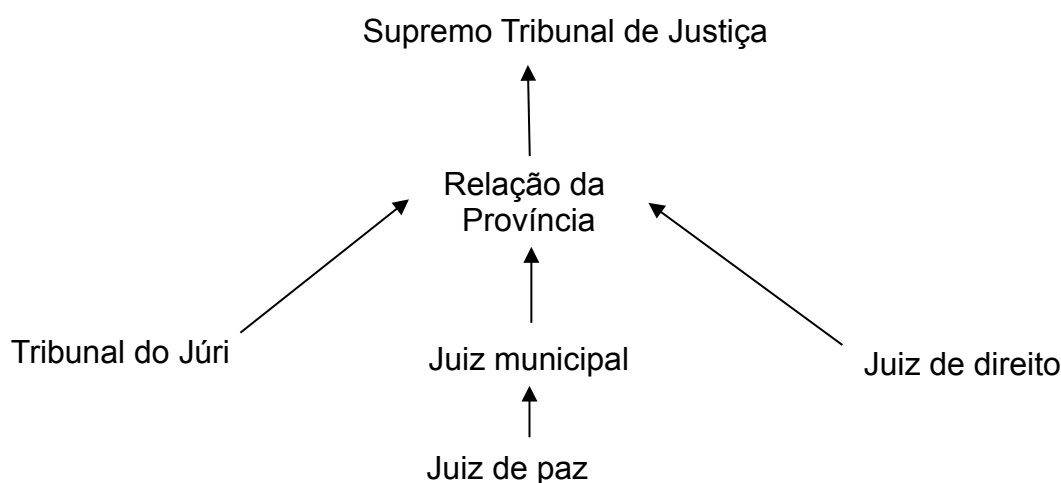 Supremo Tribunal de Justiça
Relação da
Província
Tribunal do Júri
Juiz municipal
Juiz de direito
Juiz de paz